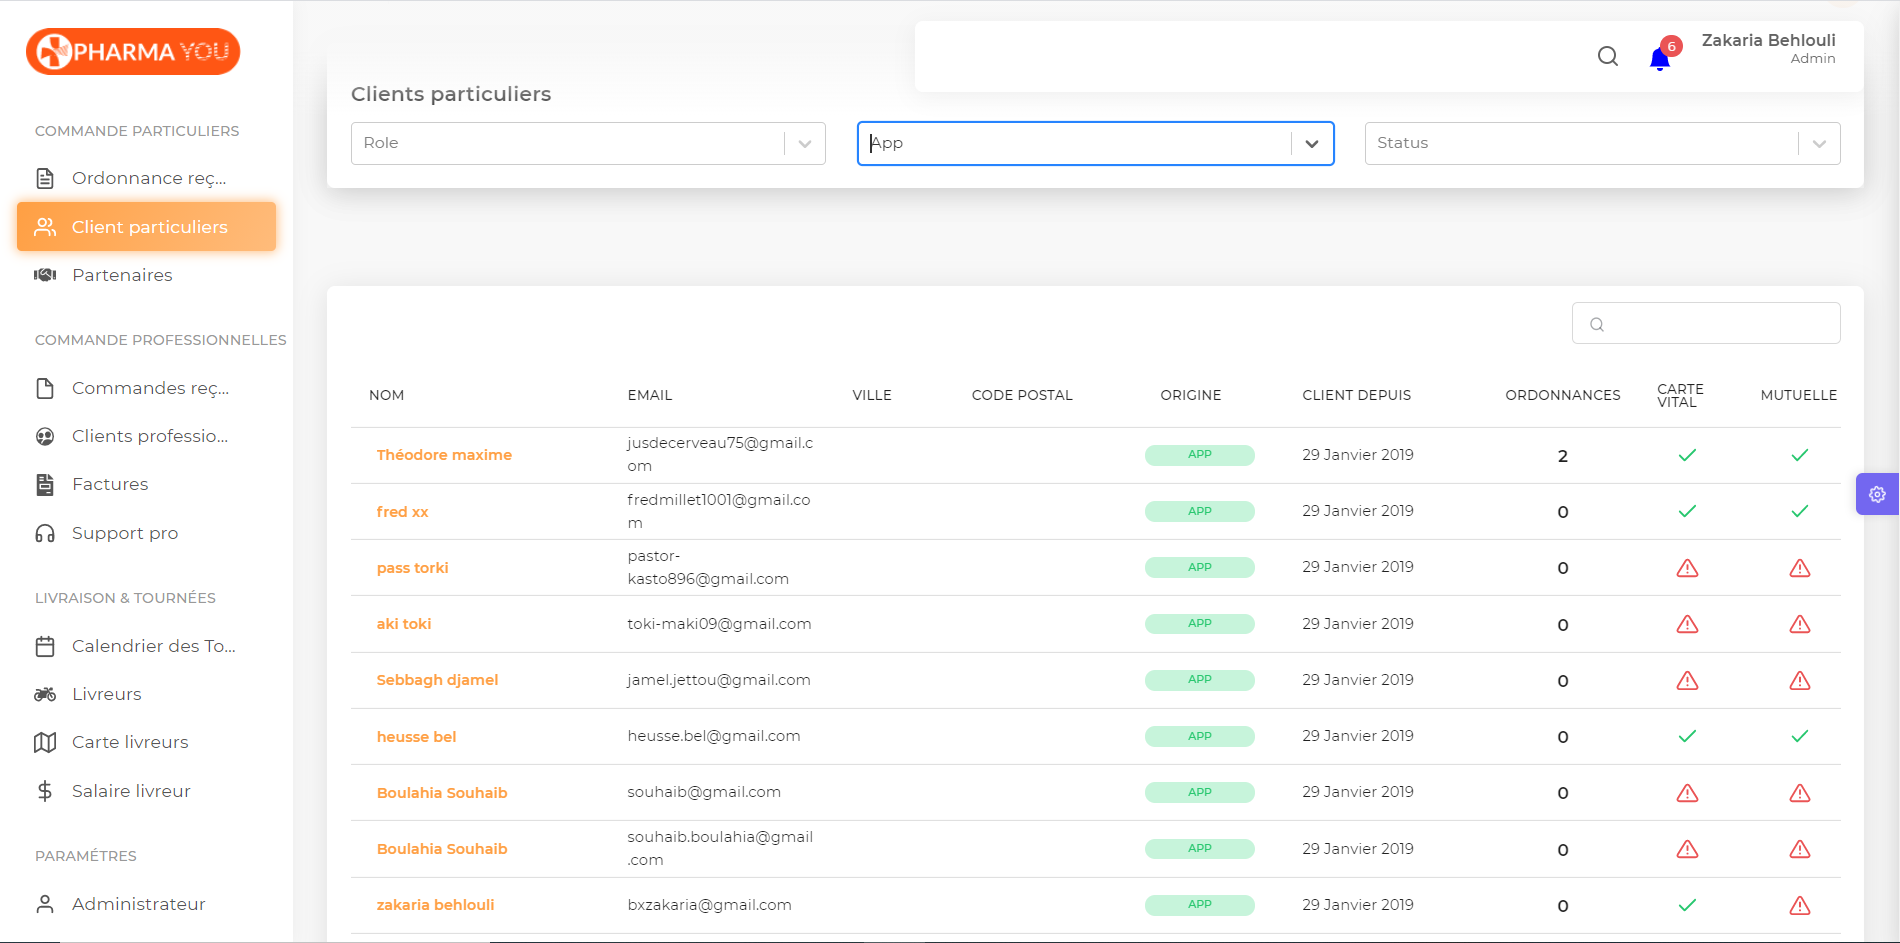 PHARMA YOU
COMMANDE PARTICULIERS
Ordonnance reç...
Client particuliers
Partenaires
COMMANDE PROFESSIONNELLES
Commandes reç...
Clients professio...
Factures
Support pro
LIVRAISON & TOURNÉES
Calendrier des To...
Livreurs
Carte livreurs
Salaire livreur
PARAMÉTRES
Administrateur
6
Zakaria Behlouli
Admin
Clients particuliers
Role
App
Status
NOM EMAIL VILLE CODE POSTAL ORIGINE CLIENT DEPUIS ORDONNANCES CARTE VITAL MUTUELLE
Théodore maxime jusdecerveau75@gmail.c APP 29 Janvier 2019 2
om
fred xx fredmillet1001@gmail.co APP 29 Janvier 2019 0
m
pass torki pastor- APP 29 Janvier 2019 0
kasto896@gmail.com
aki toki toki-maki09@gmail.com APP 29 Janvier 2019 0
Sebbagh djamel jamel.jettou@gmail.com APP 29 Janvier 2019 0
heusse bel heusse.bel@gmail.com APP 29 Janvier 2019 0
Boulahia Souhaib souhaib@gmail.com APP 29 Janvier 2019 0
Boulahia Souhaib souhaib.boulahia@gmail APP 29 Janvier 2019 0
.com
zakaria behlouli bxzakaria@gmail.com APP 29 Janvier 2019 0